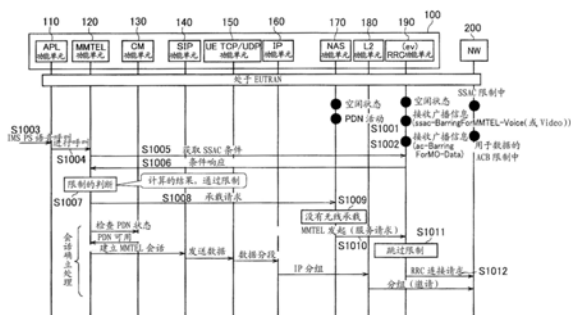 100
110
120
130
140
150
160
170
180
190
200
APL
功能单元
MMTEL
功能单元
CM
功能单元
SIP
功能单元
UE TCP/UDP
功能单元
IP
功能单元
NAS
功能单元
L2
功能单元
(ev)
RRC功能单元
NW
处于 EUTRAN
SSAC 限制中
空闲状态
PDN 活动
空闲状态
接收广播信息
(ssac-BarringForMMTEL-Voice(或 Video))
S1001
S1002
接收广播信息
(ac-Barring
ForMO-Data)
用于数据的
ACB 限制中
S1003
IMS PS 语音呼叫
进行呼叫
S1004
S1005
获取 SSAC 条件
S1006
条件响应
限制的判断
计算的结果,通过限制
S1007
S1008
承载请求
S1009
没有无线承载
MMTEL 发起(服务请求)
S1010
S1011
跳过限制
会话确立处理
检查 PDN 状态
PDN 可用
建立 MMTEL 会话
发送数据
数据分段
IP 分组
RRC 连接请求
S1012
分组(邀请)